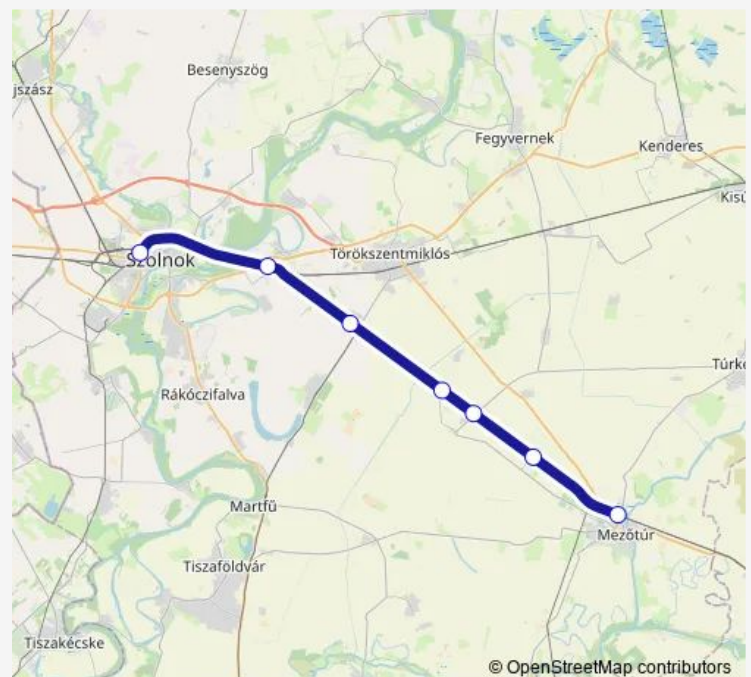 Besenyszög
jszász
Fegyvernek
Kenderes
Kisú
Törökszentmiklós
Szolnok
Túrke
Rákóczifalva
Martfű
Mezőtúr
Tiszaföldvár
Tiszakécske
© OpenStreetMap contributors